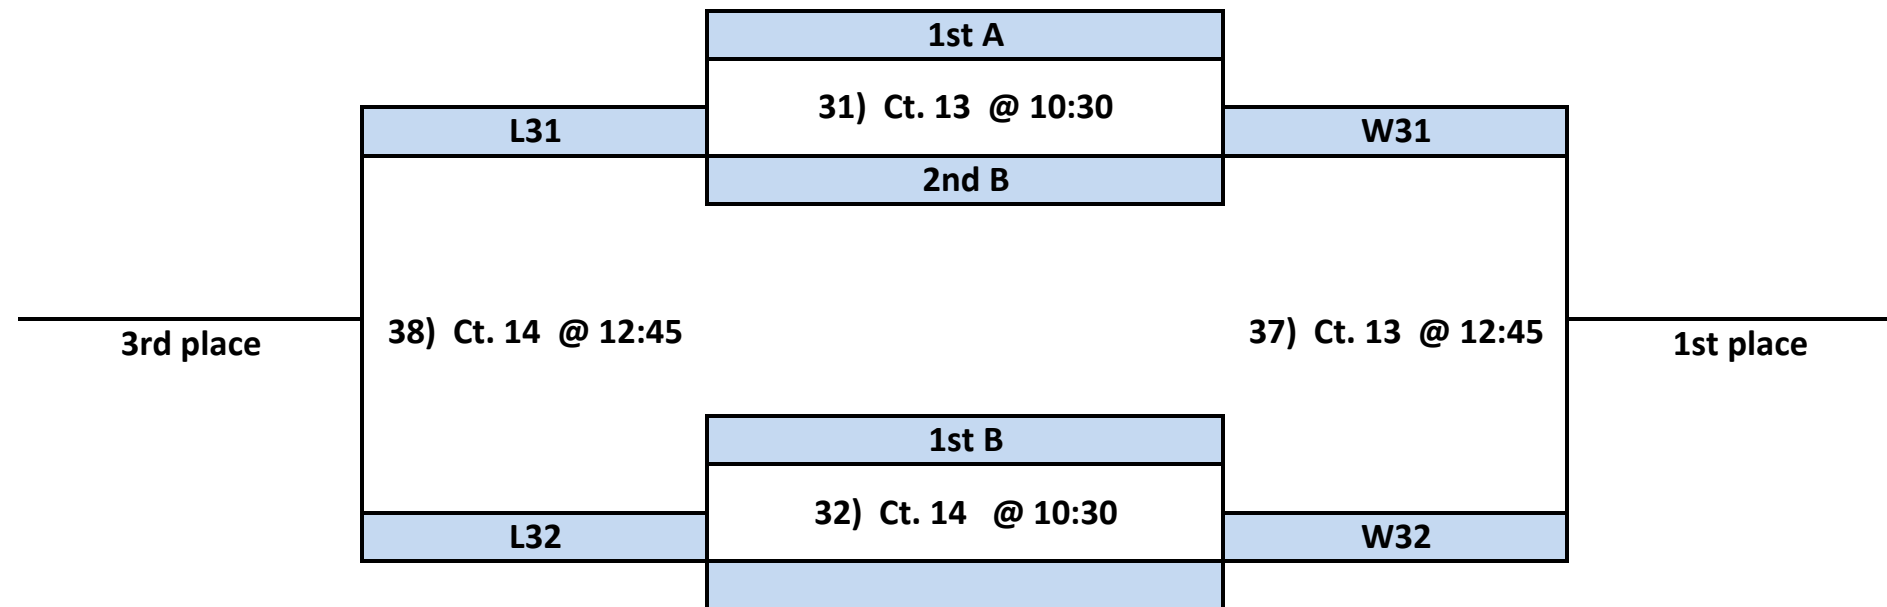 1st A
31)  Ct. 13  @ 10:30
L31
W31
2nd B
38)  Ct. 14  @ 12:45
37)  Ct. 13  @ 12:45
3rd place
1st place
1st B
32)  Ct. 14   @ 10:30
L32
W32